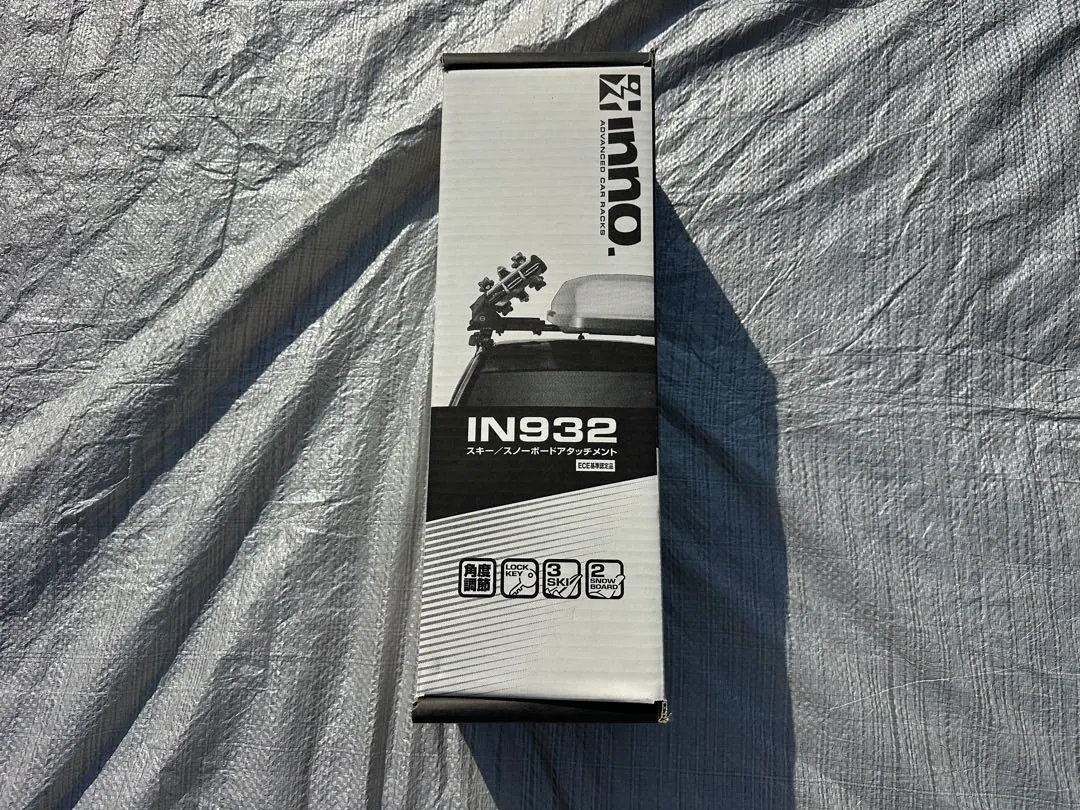 inno.
ADVANCED CAR RACKS
IN932
スキー/スノーボードアタッチメント
ECE基準認定品
角度
調節
LOCK
KEY
3
SKI
2
SNOW
BOARD